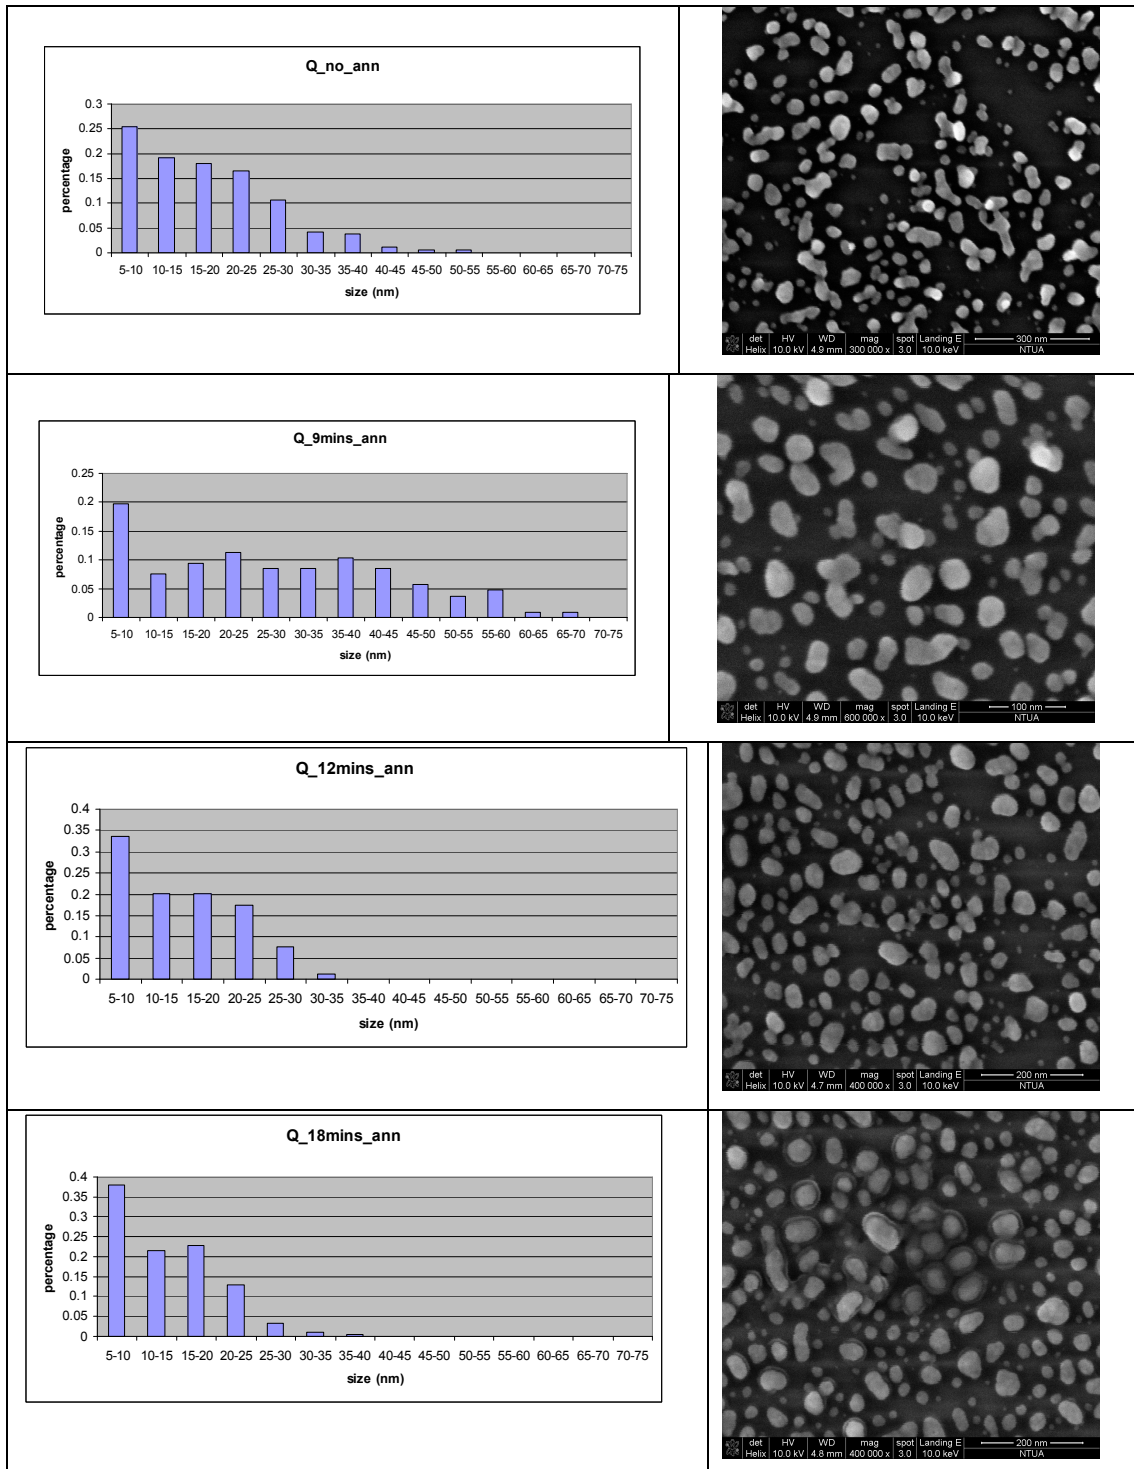 Q_no_ann
0.3
0.25
0.2
0.15
0.1
0.05
0
percentage
5-10 10-15 15-20 20-25 25-30 30-35 35-40 40-45 45-50 50-55 55-60 60-65 65-70 70-75
size (nm)
det HV WD mag spot Landing E 300 nm
Helix 10.0 kV 4.9 mm 300 000 x 3.0 10.0 keV NTUA
Q_9mins_ann
0.25
0.2
0.15
0.1
0.05
0
percentage
5-10 10-15 15-20 20-25 25-30 30-35 35-40 40-45 45-50 50-55 55-60 60-65 65-70 70-75
size (nm)
det HV WD mag spot Landing E 100 nm
Helix 10.0 kV 4.9 mm 600 000 x 3.0 10.0 keV NTUA
Q_12mins_ann
0.4
0.35
0.3
0.25
0.2
0.15
0.1
0.05
0
percentage
5-10 10-15 15-20 20-25 25-30 30-35 35-40 40-45 45-50 50-55 55-60 60-65 65-70 70-75
size (nm)
det HV WD mag spot Landing E 200 nm
Helix 10.0 kV 4.7 mm 400 000 x 3.0 10.0 keV NTUA
Q_18mins_ann
0.4
0.35
0.3
0.25
0.2
0.15
0.1
0.05
0
percentage
5-10 10-15 15-20 20-25 25-30 30-35 35-40 40-45 45-50 50-55 55-60 60-65 65-70 70-75
size (nm)
det HV WD mag spot Landing E 200 nm
Helix 10.0 kV 4.8 mm 400 000 x 3.0 10.0 keV NTUA